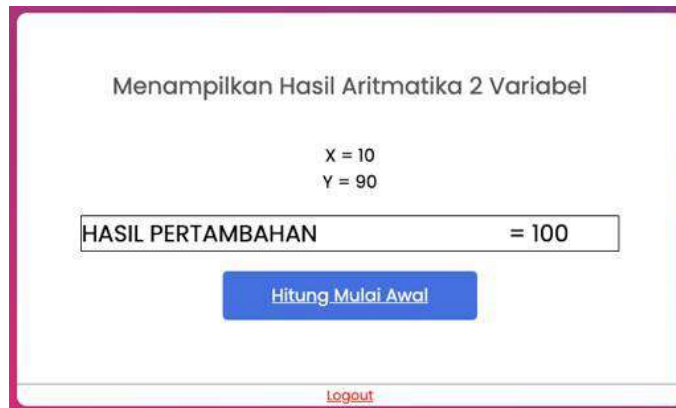 Menampilkan Hasil Aritmatika 2 Variabel
X = 10
Y = 90
HASIL PERTAMBAHAN = 100
Hitung Mulai Awal
Logout